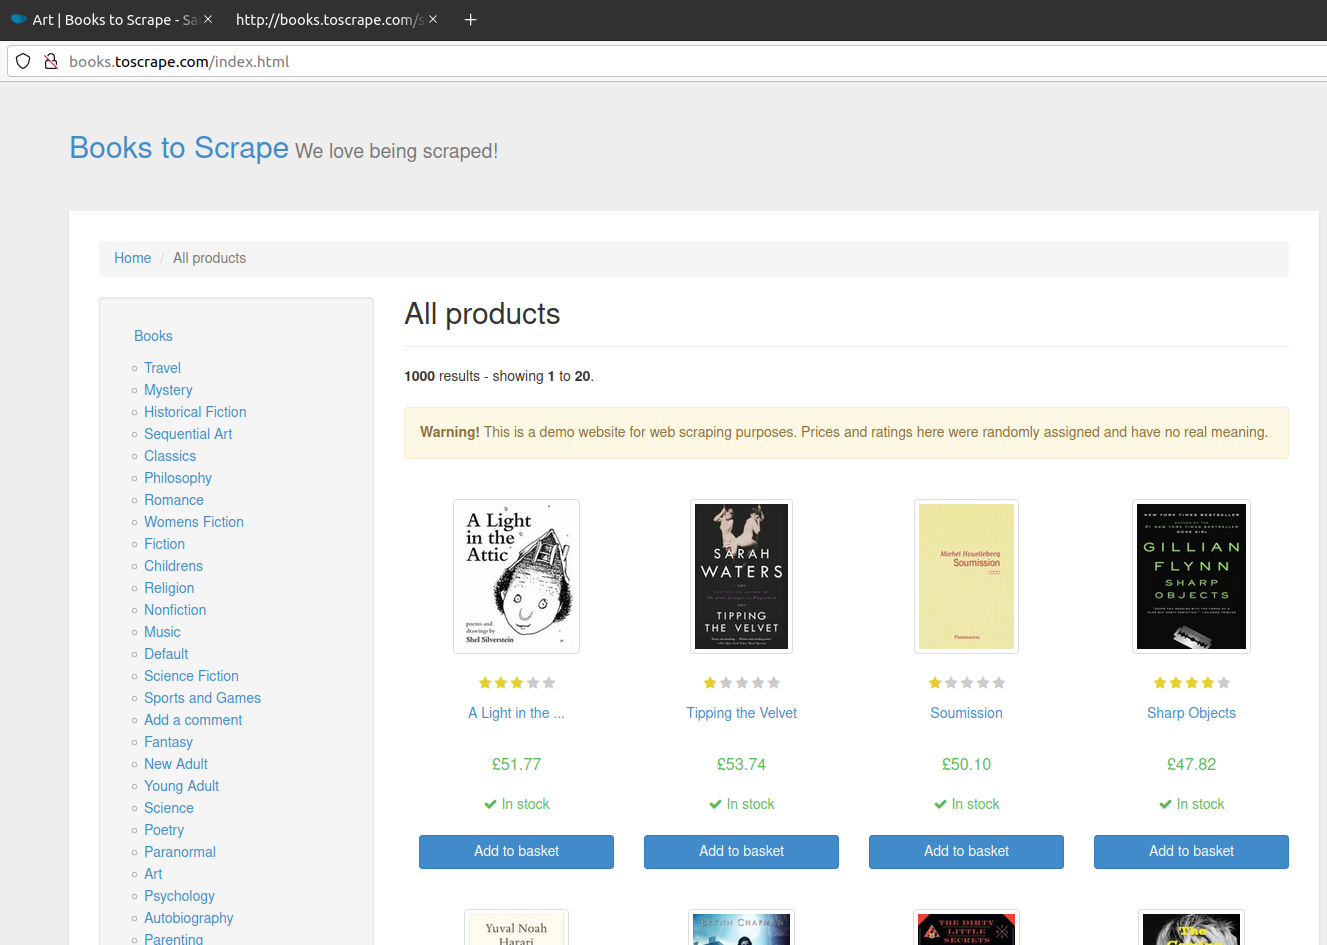 Art | Books to Scrape - Sa
http://books.toscrape.com/s
books.toscrape.com/index.html
Books to Scrape We love being scraped!
Home / All products
Books
Travel
Mystery
Historical Fiction
Sequential Art
Classics
Philosophy
Romance
Womens Fiction
Fiction
Childrens
Religion
Nonfiction
Music
Default
Science Fiction
Sports and Games
Add a comment
Fantasy
New Adult
Young Adult
Science
Poetry
Paranormal
Art
Psychology
Autobiography
Parenting
All products
1000 results - showing 1 to 20.
Warning! This is a demo website for web scraping purposes. Prices and ratings here were randomly assigned and have no real meaning.
A Light
in the
Attic
poems and
drawings by
Shel Silverstein
SARAH
WATERS
TIPPING
THE VELVET
Michel Houellebecq
Soumission
Flammarion
NEW YORK TIMES BESTSELLER
GILLIAN
FLYNN
SHARP
OBJECTS
A Light in the ...
£51.77
In stock
Add to basket
Tipping the Velvet
£53.74
In stock
Add to basket
Soumission
£50.10
In stock
Add to basket
Sharp Objects
£47.82
In stock
Add to basket
Yuval Noah
Harari
BRYNN CHAPMAN
THE DIRTY
LITTLE
SECRETS
The